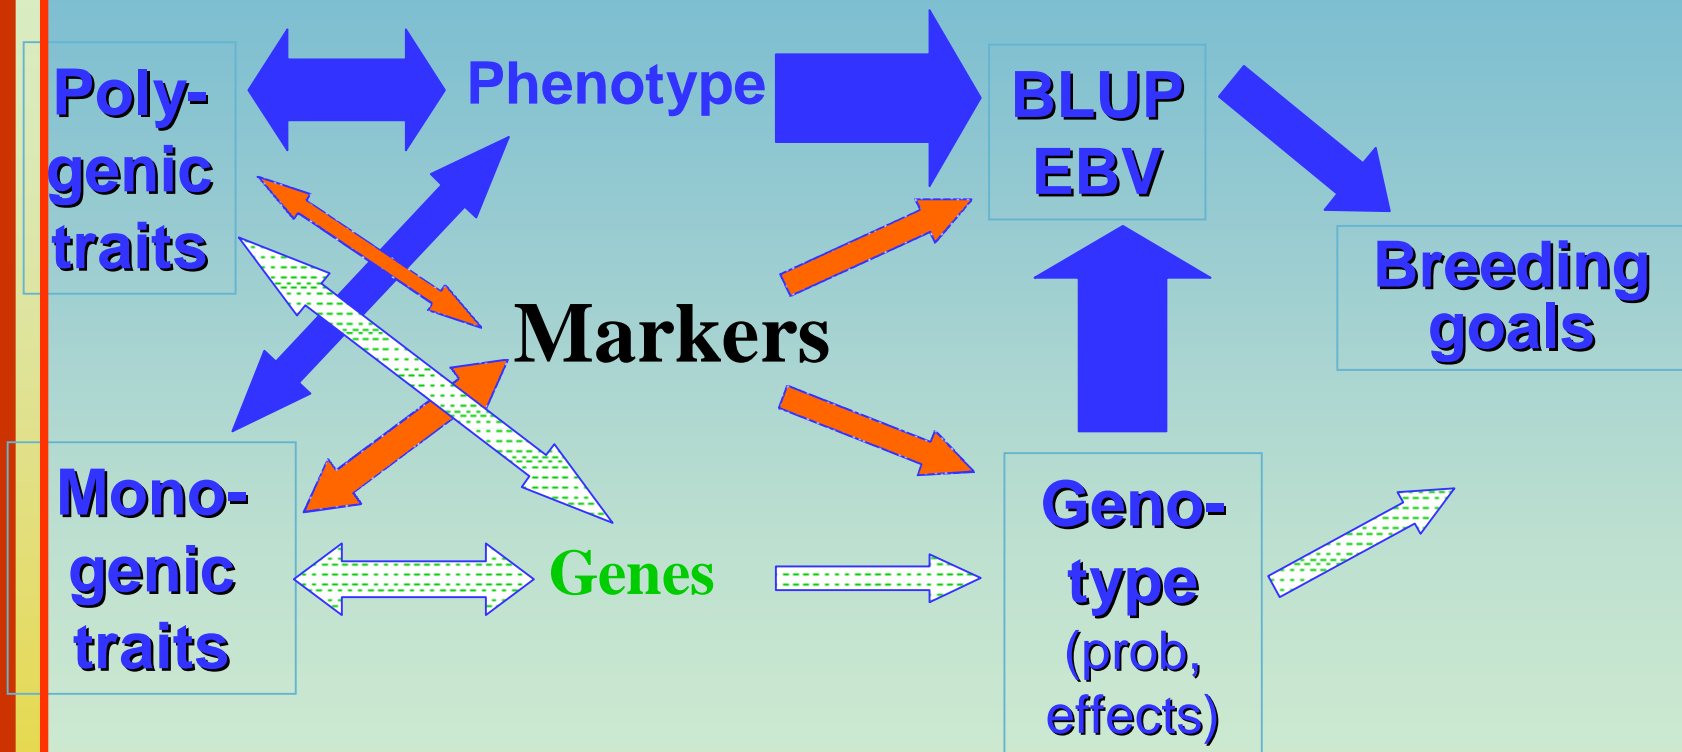 Poly-
genic
traits
Phenotype
BLUP
EBV
Breeding
goals
Markers
Mono-
genic
traits
Genes
Geno-
type
(prob,
effects)